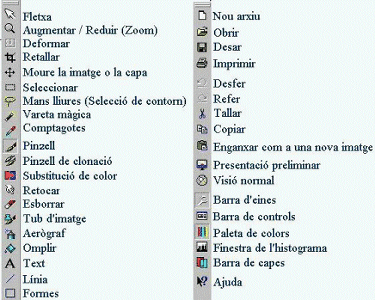 Fletxa
Augmentar / Reduir (Zoom)
Deformar
Retallar
Moure la imatge o la capa
Seleccionar
Mans lliures (Selecció de contorn)
Vareta màgica
Comptagotes
Pinzell
Pinzell de clonació
Substitució de color
Retocar
Esborrar
Tub d'imatge
Aerògraf
Omplir
Text
Línia
Formes
Nou arxiu
Obrir
Desar
Imprimir
Desfer
Refer
Tallar
Copiar
Enganxar com a una nova imatge
Presentació preliminar
Visió normal
Barra d'eines
Barra de controls
Paleta de colors
Finestra de l'histograma
Barra de capes
Ajuda